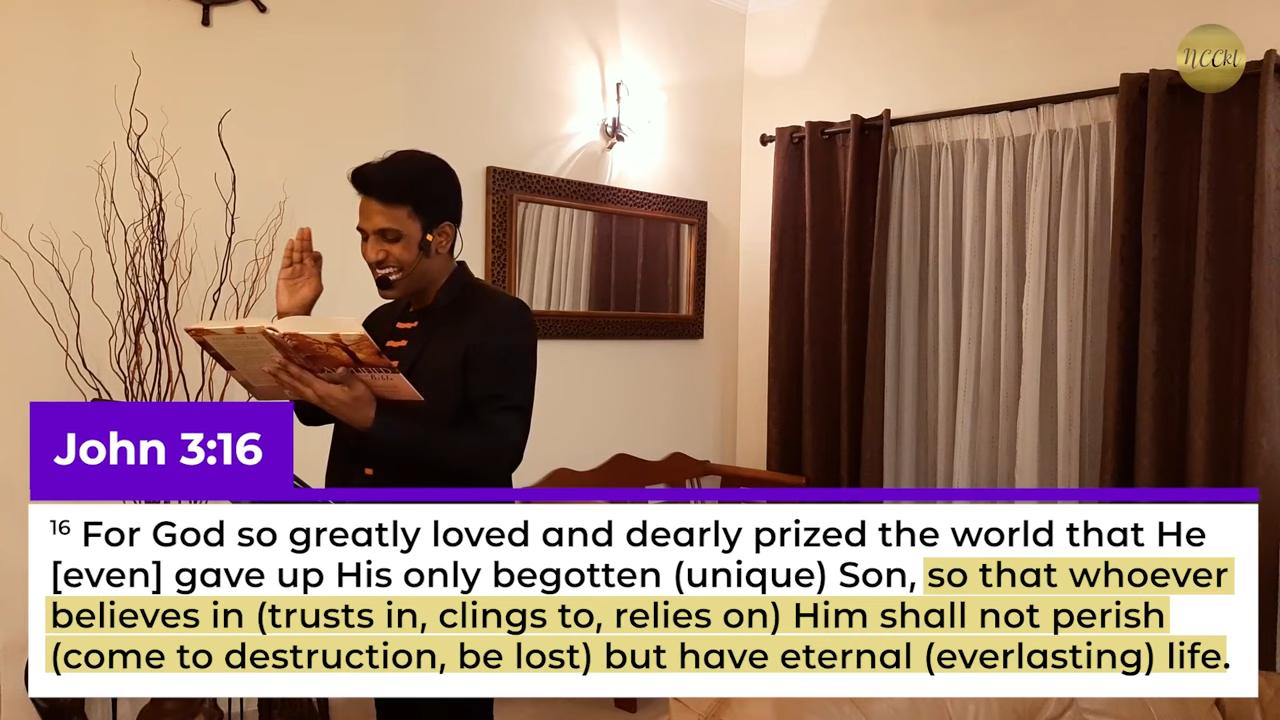 NCCkl
John 3:16
16 For God so greatly loved and dearly prized the world that He
[even] gave up His only begotten (unique) Son, so that whoever
believes in (trusts in, clings to, relies on) Him shall not perish
(come to destruction, be lost) but have eternal (everlasting) life.